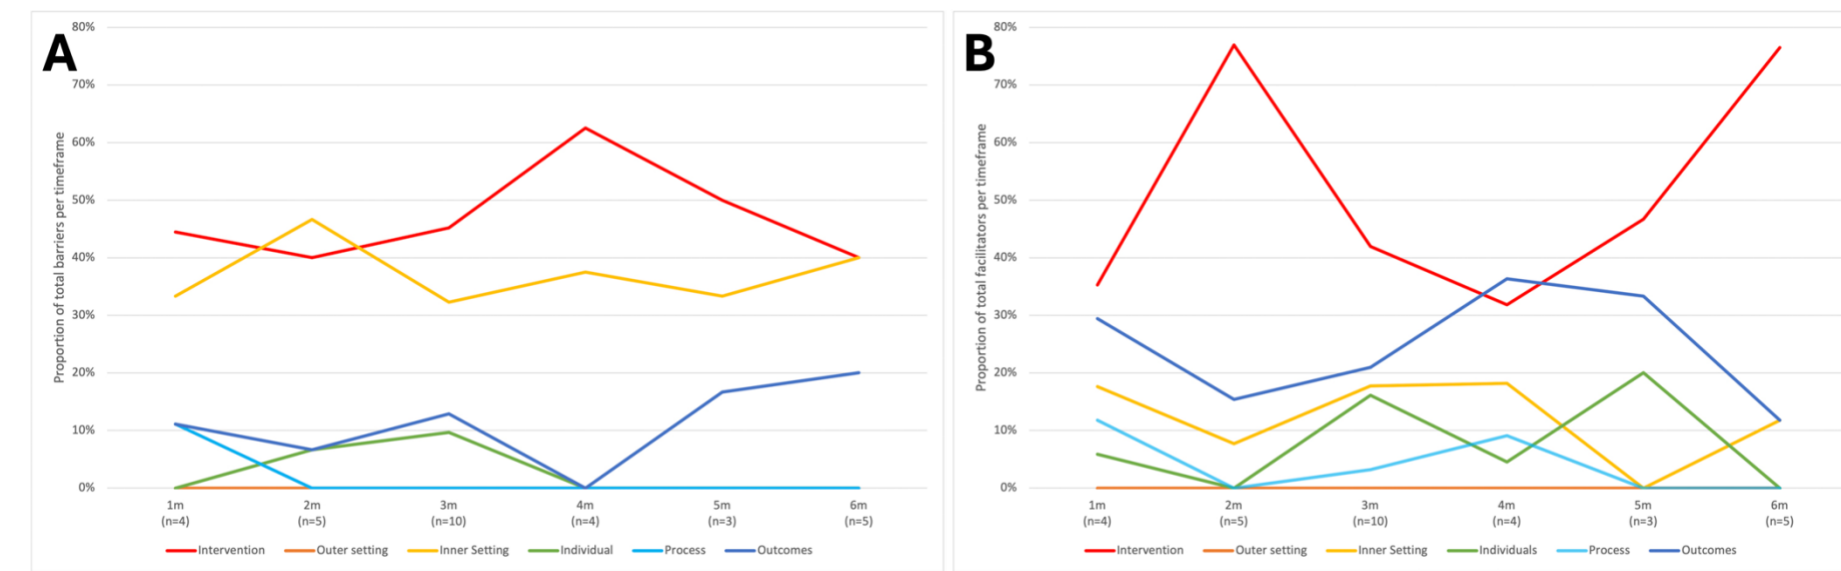 A
Proportion of total barriers per timeframe
80%
70%
60%
50%
40%
30%
20%
10%
0%
1m 2m 3m 4m 5m 6m
(n=4) (n=5) (n=10) (n=4) (n=3) (n=5)
Intervention Outer setting Inner Setting Individual Process Outcomes
B
Proportion of total facilitators per timeframe
80%
70%
60%
50%
40%
30%
20%
10%
0%
1m 2m 3m 4m 5m 6m
(n=4) (n=5) (n=10) (n=4) (n=3) (n=5)
Intervention Outer setting Inner Setting Individuals Process Outcomes